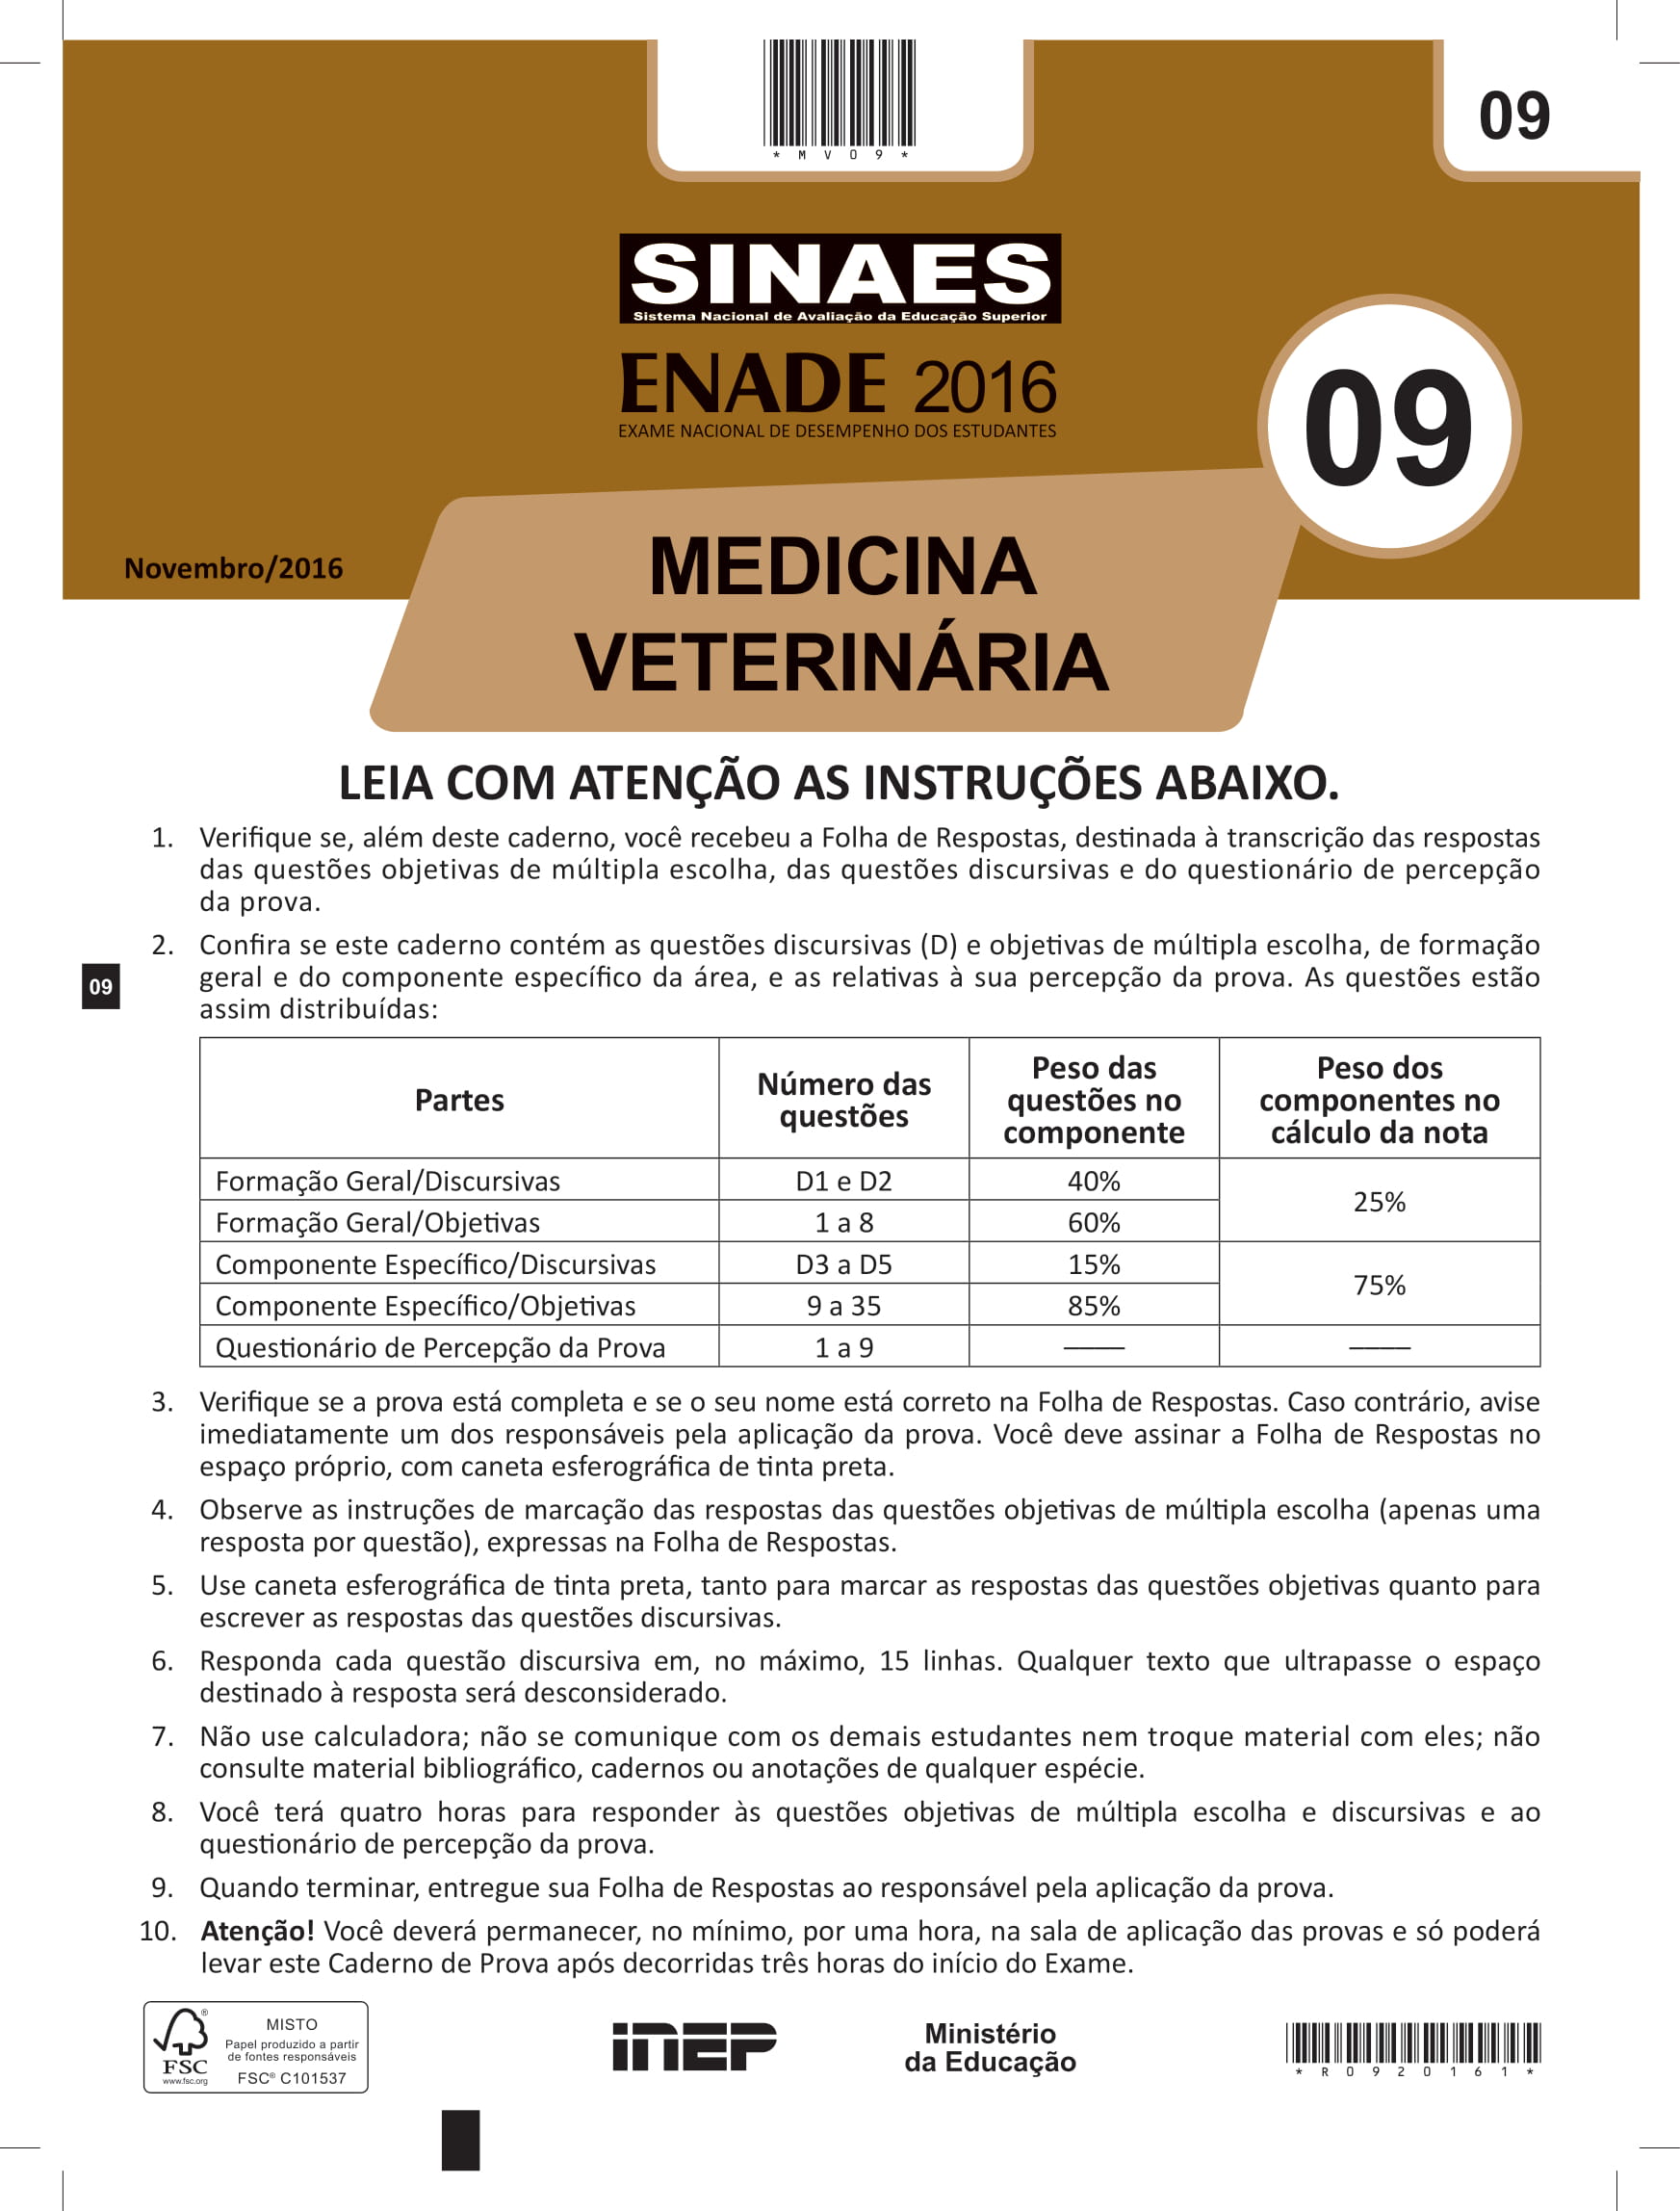 *MV09*
09
SINAES
Sistema Nacional de Avaliação da Educação Superior
ENADE 2016
EXAME NACIONAL DE DESEMPENHO DOS ESTUDANTES
09
Novembro/2016
MEDICINA
VETERINÁRIA
LEIA COM ATENÇÃO AS INSTRUÇÕES ABAIXO.
1. Verifique se, além deste caderno, você recebeu a Folha de Respostas, destinada à transcrição das respostas
das questões objetivas de múltipla escolha, das questões discursivas e do questionário de percepção
da prova.
2. Confira se este caderno contém as questões discursivas (D) e objetivas de múltipla escolha, de formação
geral e do componente específico da área, e as relativas à sua percepção da prova. As questões estão
assim distribuídas:
09
Partes
Número das
questões
Peso das
questões no
componente
Peso dos
componentes no
cálculo da nota
Formação Geral/Discursivas D1 e D2 40%
25%
Formação Geral/Objetivas 1 a 8 60%
Componente Específico/Discursivas D3 a D5 15%
75%
Componente Específico/Objetivas 9 a 35 85%
Questionário de Percepção da Prova 1 a 9 —— ——
3. Verifique se a prova está completa e se o seu nome está correto na Folha de Respostas. Caso contrário, avise
imediatamente um dos responsáveis pela aplicação da prova. Você deve assinar a Folha de Respostas no
espaço próprio, com caneta esferográfica de tinta preta.
4. Observe as instruções de marcação das respostas das questões objetivas de múltipla escolha (apenas uma
resposta por questão), expressas na Folha de Respostas.
5. Use caneta esferográfica de tinta preta, tanto para marcar as respostas das questões objetivas quanto para
escrever as respostas das questões discursivas.
6. Responda cada questão discursiva em, no máximo, 15 linhas. Qualquer texto que ultrapasse o espaço
destinado à resposta será desconsiderado.
7. Não use calculadora; não se comunique com os demais estudantes nem troque material com eles; não
consulte material bibliográfico, cadernos ou anotações de qualquer espécie.
8. Você terá quatro horas para responder às questões objetivas de múltipla escolha e discursivas e ao
questionário de percepção da prova.
9. Quando terminar, entregue sua Folha de Respostas ao responsável pela aplicação da prova.
10. Atenção! Você deverá permanecer, no mínimo, por uma hora, na sala de aplicação das provas e só poderá
levar este Caderno de Prova após decorridas três horas do início do Exame.
®
FSC
www.fsc.org
MISTO
Papel produzido a partir
de fontes responsáveis
FSC® C101537
INEP
Ministério
da Educação
*R0920161*